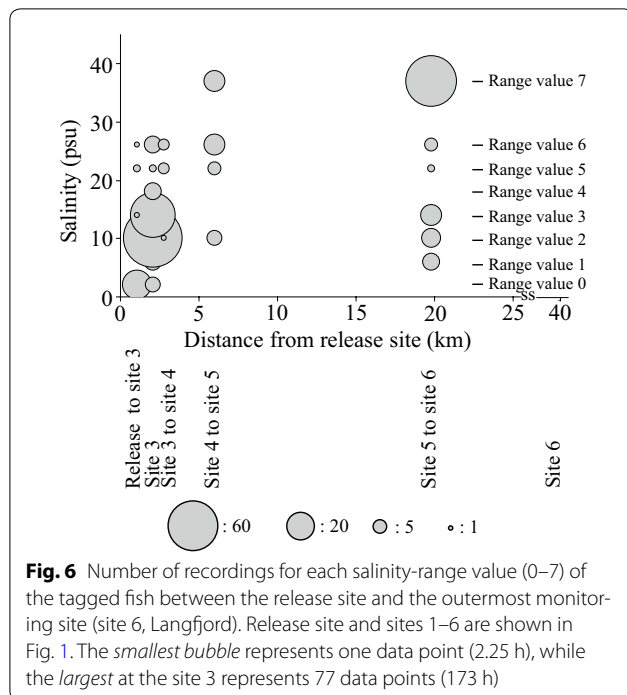 Salinity (psu)
40
30
20
10
0
– Range value 7
– Range value 6
– Range value 5
– Range value 4
– Range value 3
– Range value 2
– Range value 1
– Range value 0
0 5 10 15 20 25 ss 40
Distance from release site (km)
Release to site 3
Site 3
Site 3 to site 4
Site 4 to site 5
Site 5 to site 6
Site 6
: 60 : 20 : 5 : 1
Fig. 6 Number of recordings for each salinity-range value (0–7) of
the tagged fish between the release site and the outermost monitor-
ing site (site 6, Langfjord). Release site and sites 1–6 are shown in
Fig. 1. The smallest bubble represents one data point (2.25 h), while
the largest at the site 3 represents 77 data points (173 h)